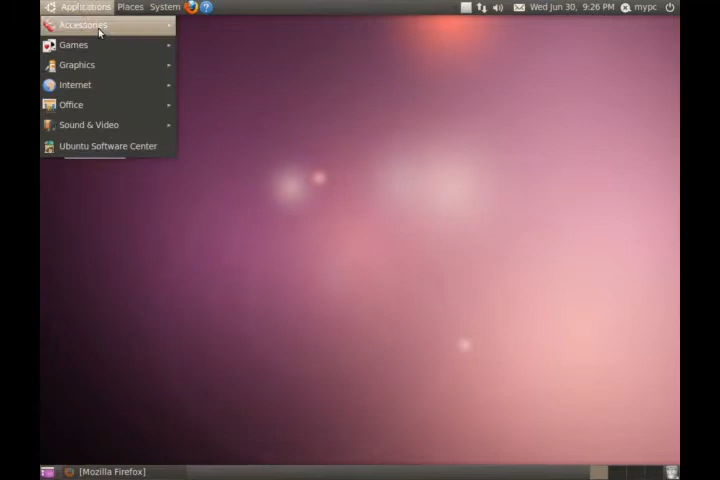 Applications Places System Wed Jun 30, 9:26 PM mypc
Accessories
Games
Graphics
Internet
Office
Sound & Video
Ubuntu Software Center
[Mozilla Firefox]